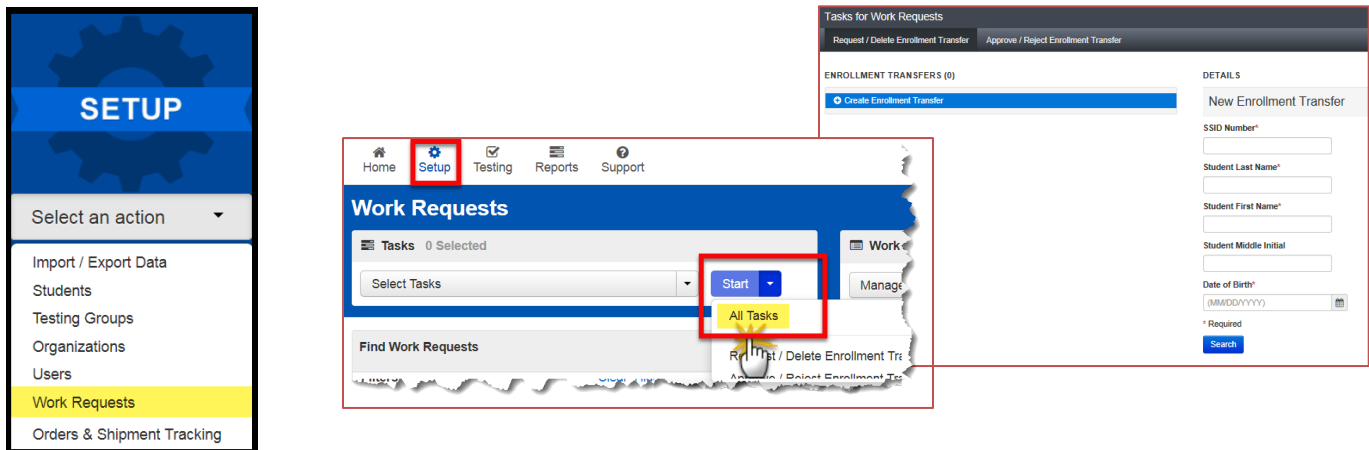 SETUP
Select an action
Import / Export Data
Students
Testing Groups
Organizations
Users
Work Requests
Orders & Shipment Tracking
Home Setup Testing Reports Support
Work Requests
Tasks 0 Selected
Select Tasks
Start
All Tasks
/ Delete Enrollment
Enrollment
Work
Manage
Find Work Requests
Tasks for Work Requests
Request / Delete Enrollment Transfer Approve / Reject Enrollment Transfer
ENROLLMENT TRANSFERS (0)
Create Enrollment Transfer
DETAILS
New Enrollment Transfer
SSID Number*
Student Last Name*
Student First Name*
Student Middle Initial
Date of Birth*
(MM/DD/YYYY)
* Required
Search